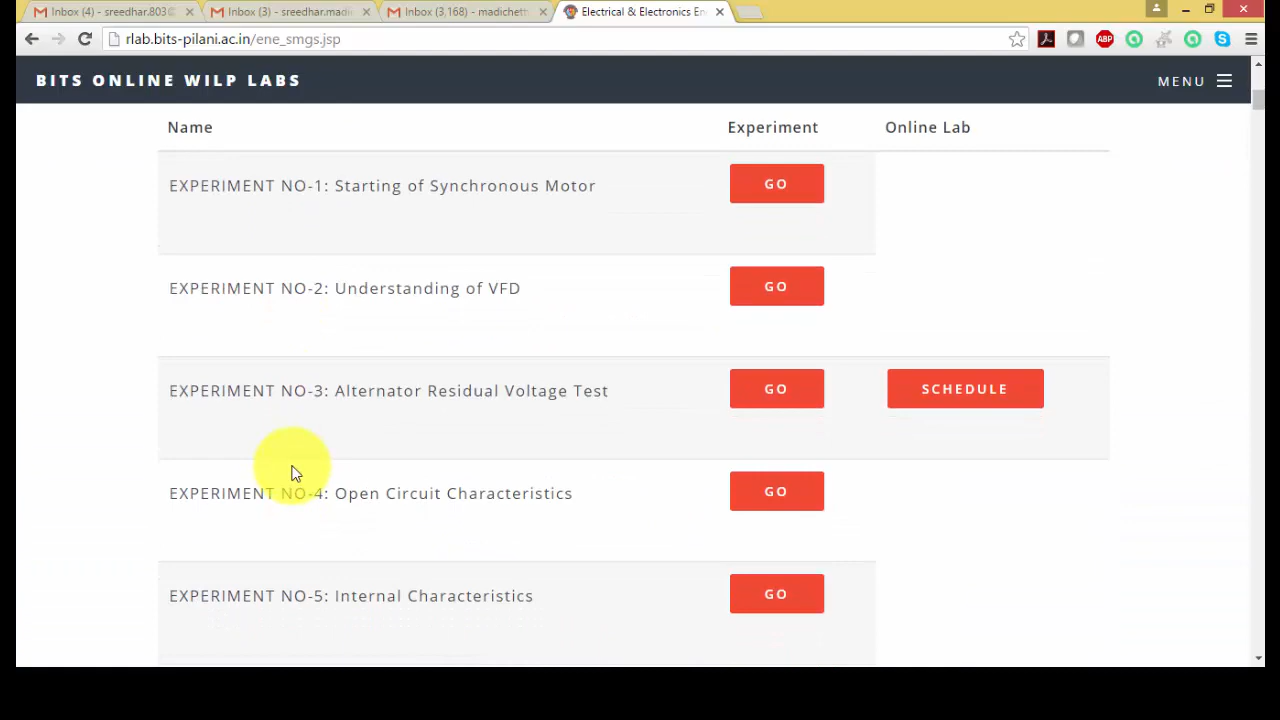 Inbox (4) - sreedhar.803@
Inbox (3) - sreedhar.madi
Inbox (3,168) - madichett
Electrical & Electronics En
rlab.bits-pilani.ac.in/ene_smgs.jsp
ABP
BITS ONLINE WILP LABS
MENU
Name Experiment Online Lab
EXPERIMENT NO-1: Starting of Synchronous Motor GO
EXPERIMENT NO-2: Understanding of VFD GO
EXPERIMENT NO-3: Alternator Residual Voltage Test GO SCHEDULE
EXPERIMENT NO-4: Open Circuit Characteristics GO
EXPERIMENT NO-5: Internal Characteristics GO